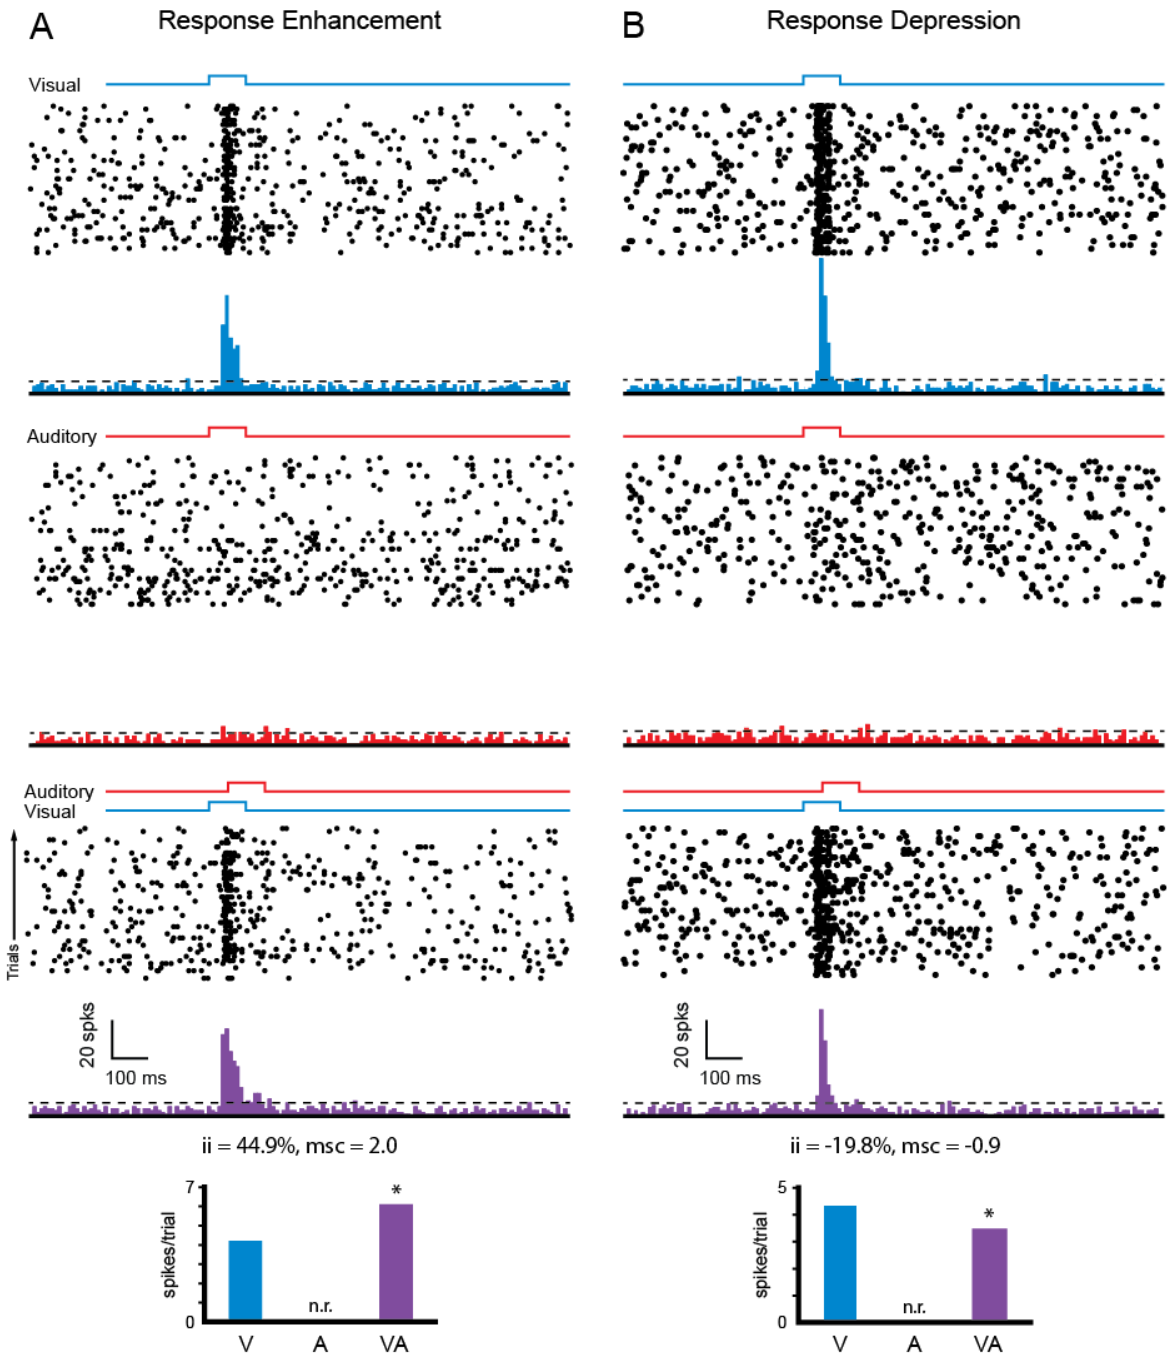 A Response Enhancement
B Response Depression
Visual
Auditory
Auditory
Visual
Trials
20 spks
100 ms
20 spks
100 ms
ii = 44.9%, msc = 2.0
ii = -19.8%, msc = -0.9
7
spikes/trial
0
*
n.r.
V A VA
5
spikes/trial
0
*
n.r.
V A VA